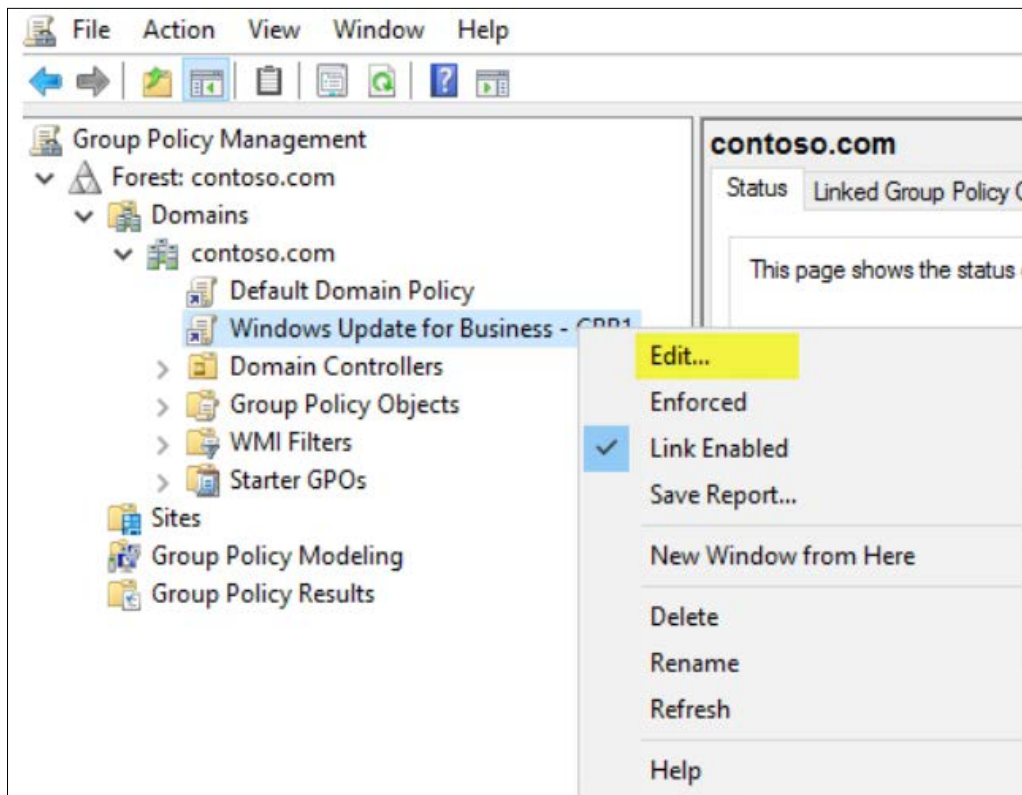 File Action View Window Help
Group Policy Management
Forest: contoso.com
Domains
contoso.com
Default Domain Policy
Windows Update for Business -
Domain Controllers
Group Policy Objects
WMI Filters
Starter GPOs
Sites
Group Policy Modeling
Group Policy Results
contoso.com
Status Linked Group Policy
This page shows the status
Edit...
Enforced
Link Enabled
Save Report...
New Window from Here
Delete
Rename
Refresh
Help